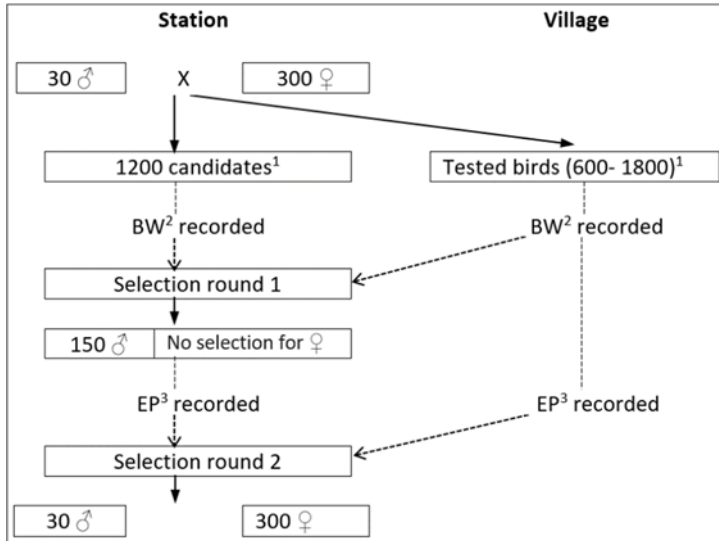 Station Village
30 ♂ X 300 ♀
1200 candidates¹ Tested birds (600- 1800)¹
BW² recorded BW² recorded
Selection round 1
150 ♂ No selection for ♀
EP³ recorded EP³ recorded
Selection round 2
30 ♂ 300 ♀